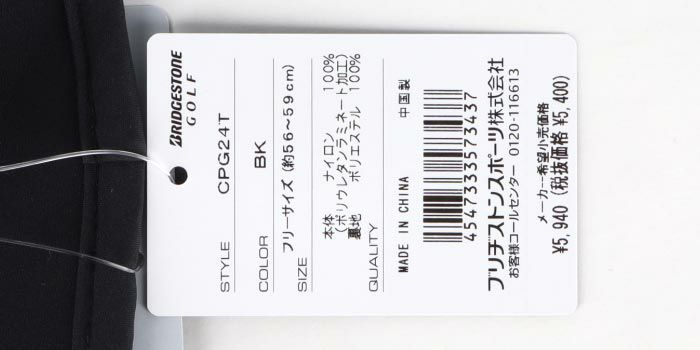 BRIDGESTONE
GOLF
STYLE CPG24T
COLOR BK
SIZE フリーサイズ（約56～59cm）
本体 ナイロン 100%
（ポリウレタンラミネート加工）
裏地 ポリエステル 100%
QUALITY
MADE IN CHINA 中国製
4547333573437
ブリヂストンスポーツ株式会社
お客様コールセンター 0120-116613
メーカー希望小売価格
¥5,940（税抜価格 ¥5,400）